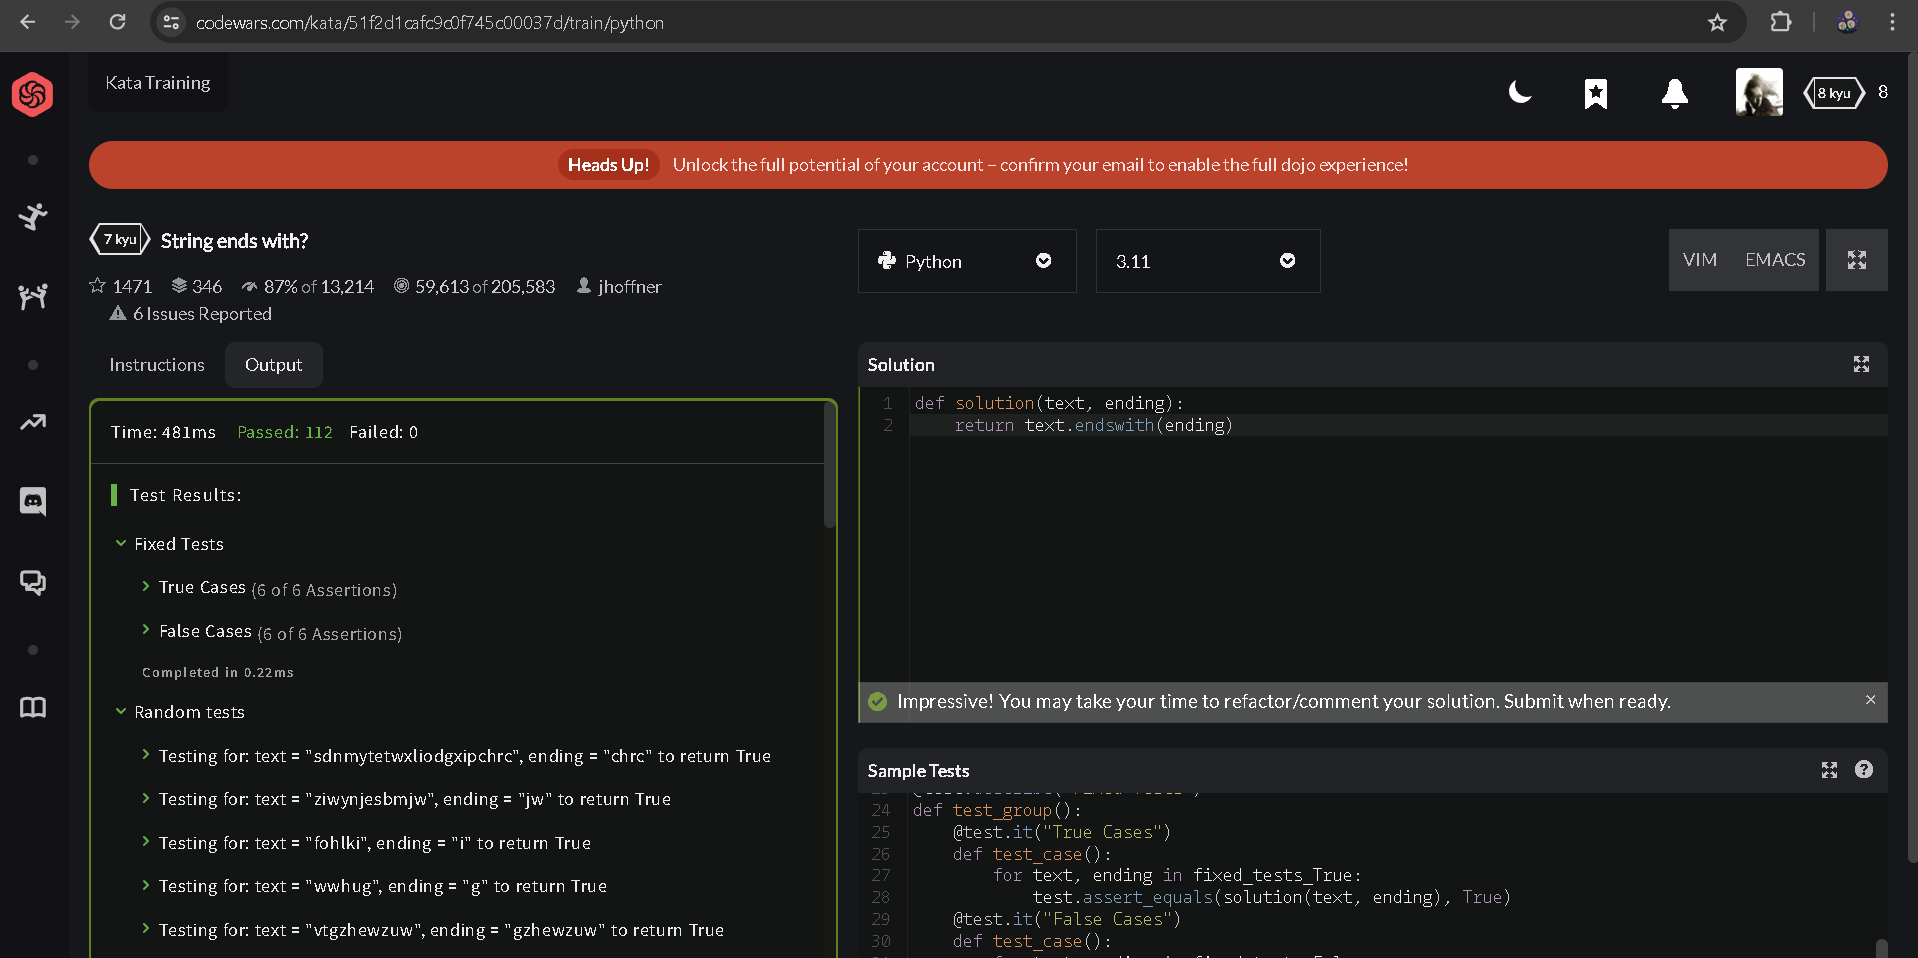 codewars.com/kata/51f2d1cafc9c0f745c00037d/train/python
Kata Training
8 kyu 8
Heads Up! Unlock the full potential of your account – confirm your email to enable the full dojo experience!
7 kyu String ends with?
1471 346 87% of 13,214 59,613 of 205,583 jhoffner
6 Issues Reported
Python 3.11 VIM EMACS
Instructions Output
Time: 481ms Passed: 112 Failed: 0
Test Results:
Fixed Tests
True Cases (6 of 6 Assertions)
False Cases (6 of 6 Assertions)
Completed in 0.22ms
Random tests
Testing for: text = "sdnmytetwxliodgxipchrc", ending = "chrc" to return True
Testing for: text = "ziwynjesbmjw", ending = "jw" to return True
Testing for: text = "fohlki", ending = "i" to return True
Testing for: text = "wwhug", ending = "g" to return True
Testing for: text = "vtgzhewzuw", ending = "gzhewzuw" to return True
Solution
1 def solution(text, ending):
2 return text.endswith(ending)
Impressive! You may take your time to refactor/comment your solution. Submit when ready.
Sample Tests
24 def test_group():
25 @test.it("True Cases")
26 def test_case():
27 for text, ending in fixed_tests_True:
28 test.assert_equals(solution(text, ending), True)
29 @test.it("False Cases")
30 def test_case():